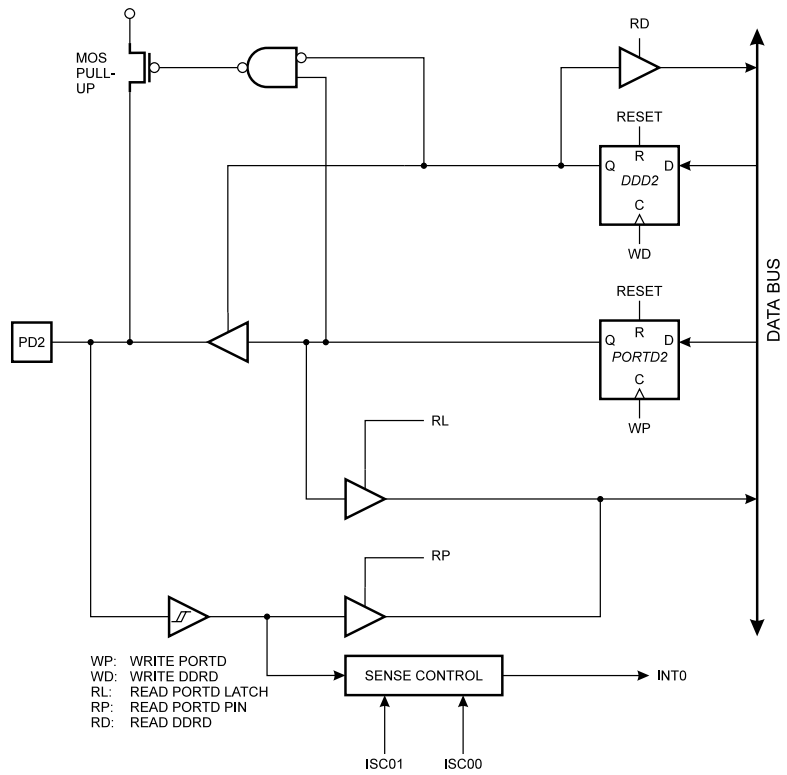 RD
MOS
PULL-
UP
RESET
R
Q
D
DDD2
C
WD
DATA BUS
RESET
R
Q
D
PD2
PORTD2
C
WP
RL
RP
WP: WRITE PORTD
WD: WRITE DDRD
RL: READ PORTD LATCH
RP: READ PORTD PIN
RD: READ DDRD
SENSE CONTROL
INT0
ISC01
ISC00